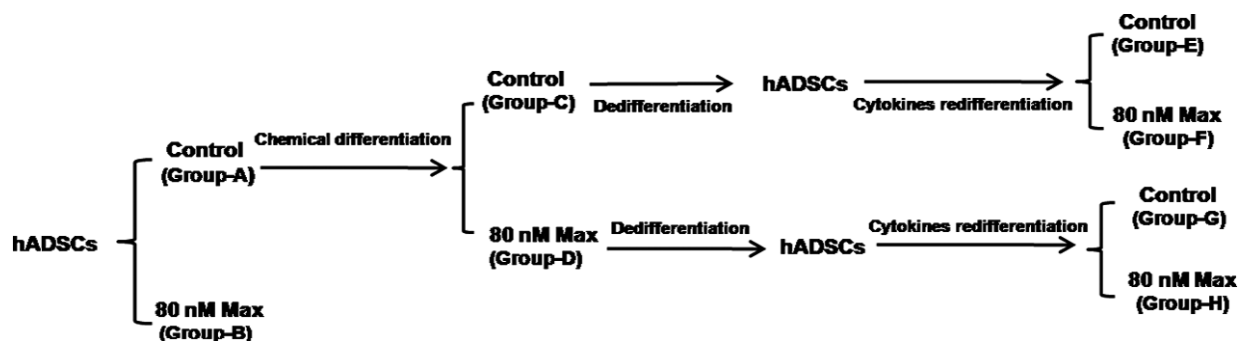 hADSCs
Control
(Group-A)
80 nM Max
(Group-B)
Chemical differentiation
Control
(Group-C)
80 nM Max
(Group-D)
Dedifferentiation
hADSCs
Cytokines redifferentiation
Control
(Group-E)
80 nM Max
(Group-F)
Dedifferentiation
hADSCs
Cytokines redifferentiation
Control
(Group-G)
80 nM Max
(Group-H)